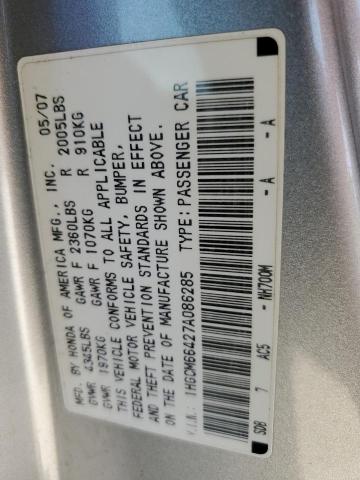 MFD. BY HONDA OF AMERICA MFG., INC. 05/07
GVWR 4345LBS GAWR F 2360LBS R 2005LBS
GVWR 1970KG GAWR F 1070KG R 910KG
THIS VEHICLE CONFORMS TO ALL APPLICABLE
FEDERAL MOTOR VEHICLE SAFETY, BUMPER,
AND THEFT PREVENTION STANDARDS IN EFFECT
ON THE DATE OF MANUFACTURE SHOWN ABOVE.
V.I.N.: 1HGCM66427A086285 TYPE: PASSENGER CAR
SDB 7 AC5 - NH700M - A - A